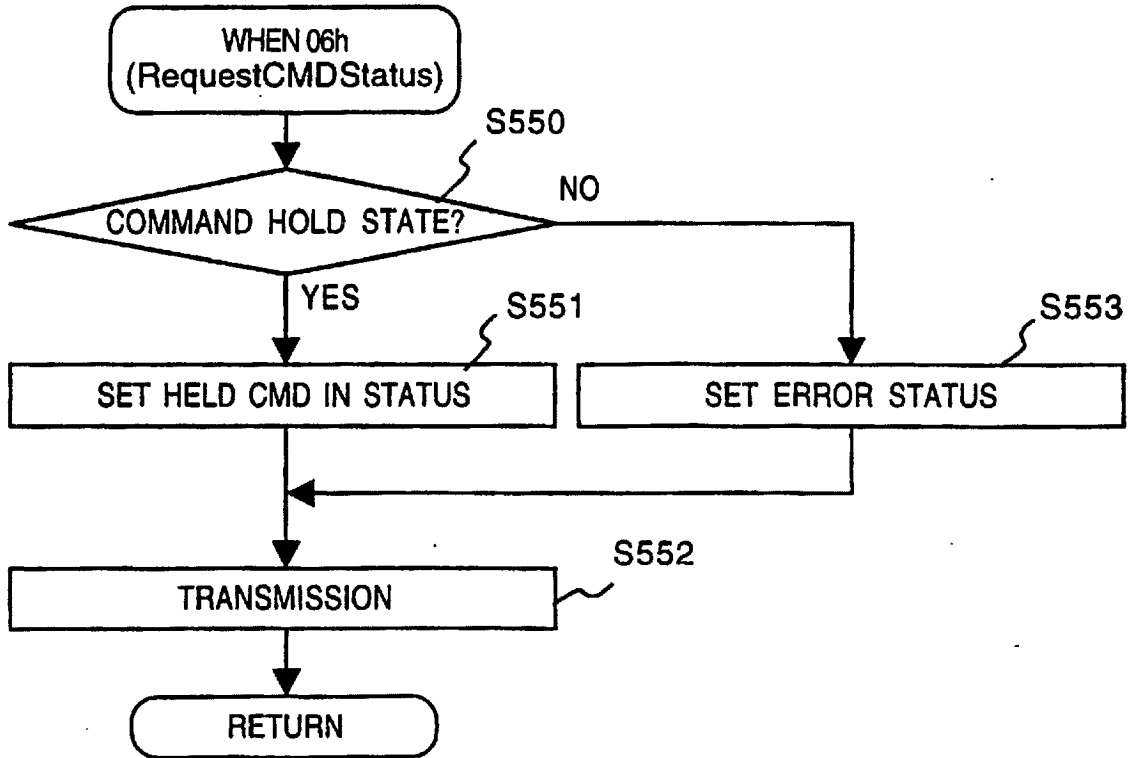 WHEN 06h
(RequestCMDStatus)
S550
COMMAND HOLD STATE?
NO
YES
S551
S553
SET HELD CMD IN STATUS
SET ERROR STATUS
S552
TRANSMISSION
RETURN